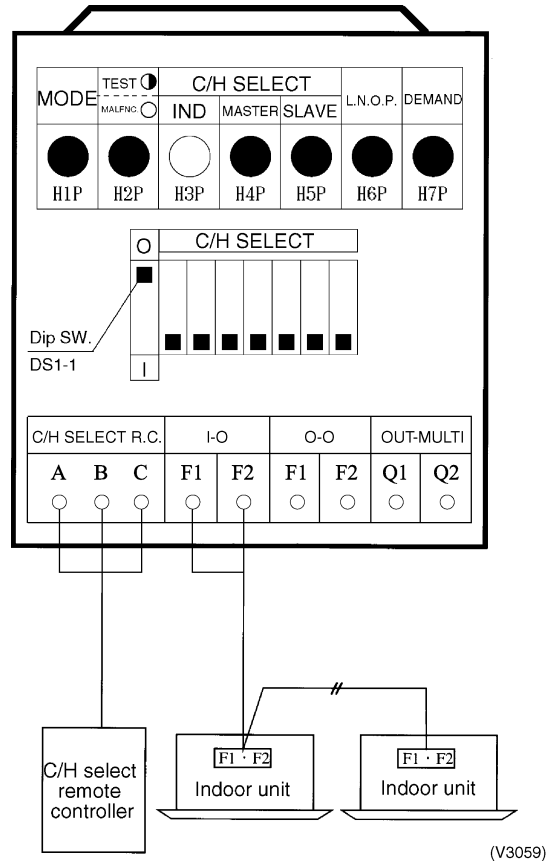 MODE TEST C/H SELECT L.N.O.P. DEMAND
MALFNC. IND MASTER SLAVE
H1P H2P H3P H4P H5P H6P H7P
O C/H SELECT
Dip SW.
DS1-1
I
C/H SELECT R.C. I-O O-O OUT-MULTI
A B C F1 F2 F1 F2 Q1 Q2
F1 · F2 F1 · F2
Indoor unit Indoor unit
C/H select
remote
controller
(V3059)